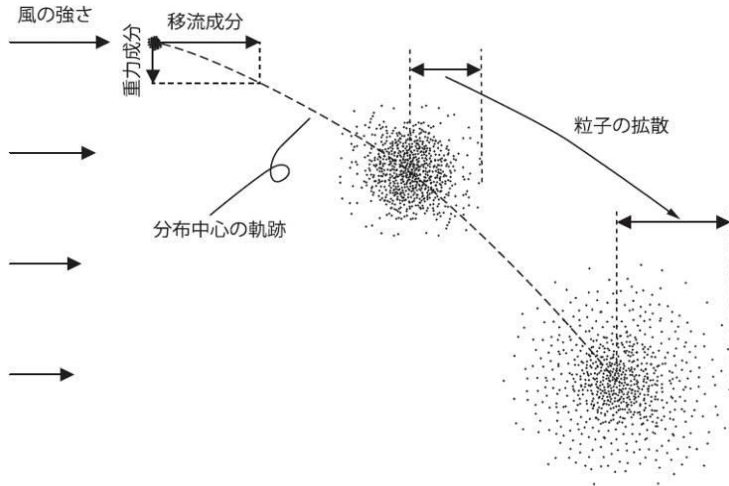 風の強さ
移流成分
重力成分
粒子の拡散
分布中心の軌跡